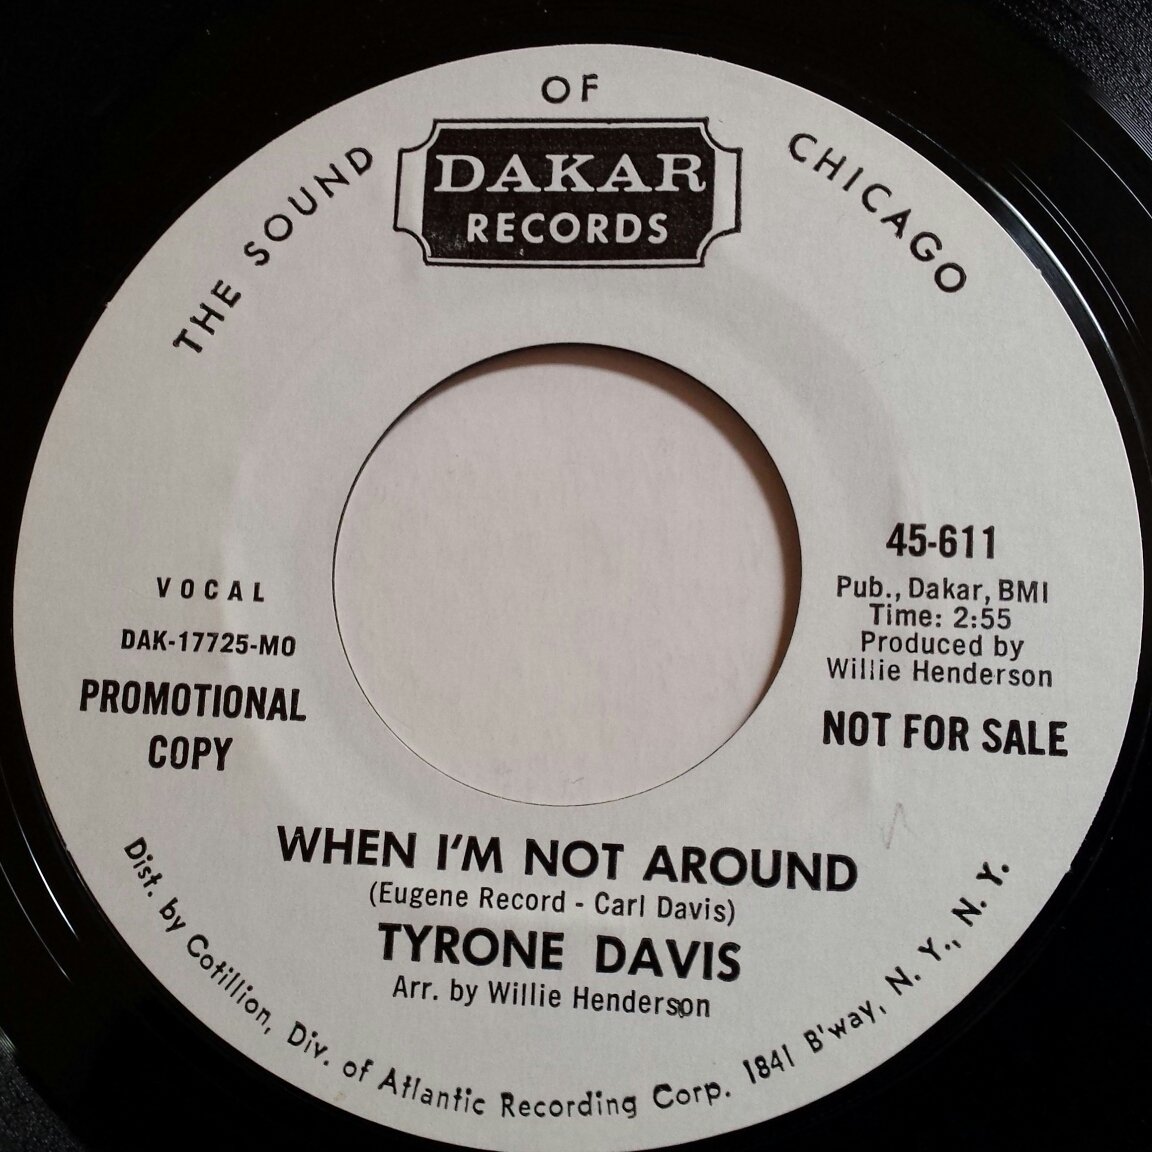 THE SOUND OF CHICAGO
DAKAR
RECORDS
VOCAL
DAK-17725-MO
PROMOTIONAL
COPY
45-611
Pub., Dakar, BMI
Time: 2:55
Produced by
Willie Henderson
NOT FOR SALE
WHEN I'M NOT AROUND
(Eugene Record - Carl Davis)
TYRONE DAVIS
Arr. by Willie Henderson
Dist. by Cotillion, Div. of Atlantic Recording Corp. 1841 B'way, N. Y., N. Y.